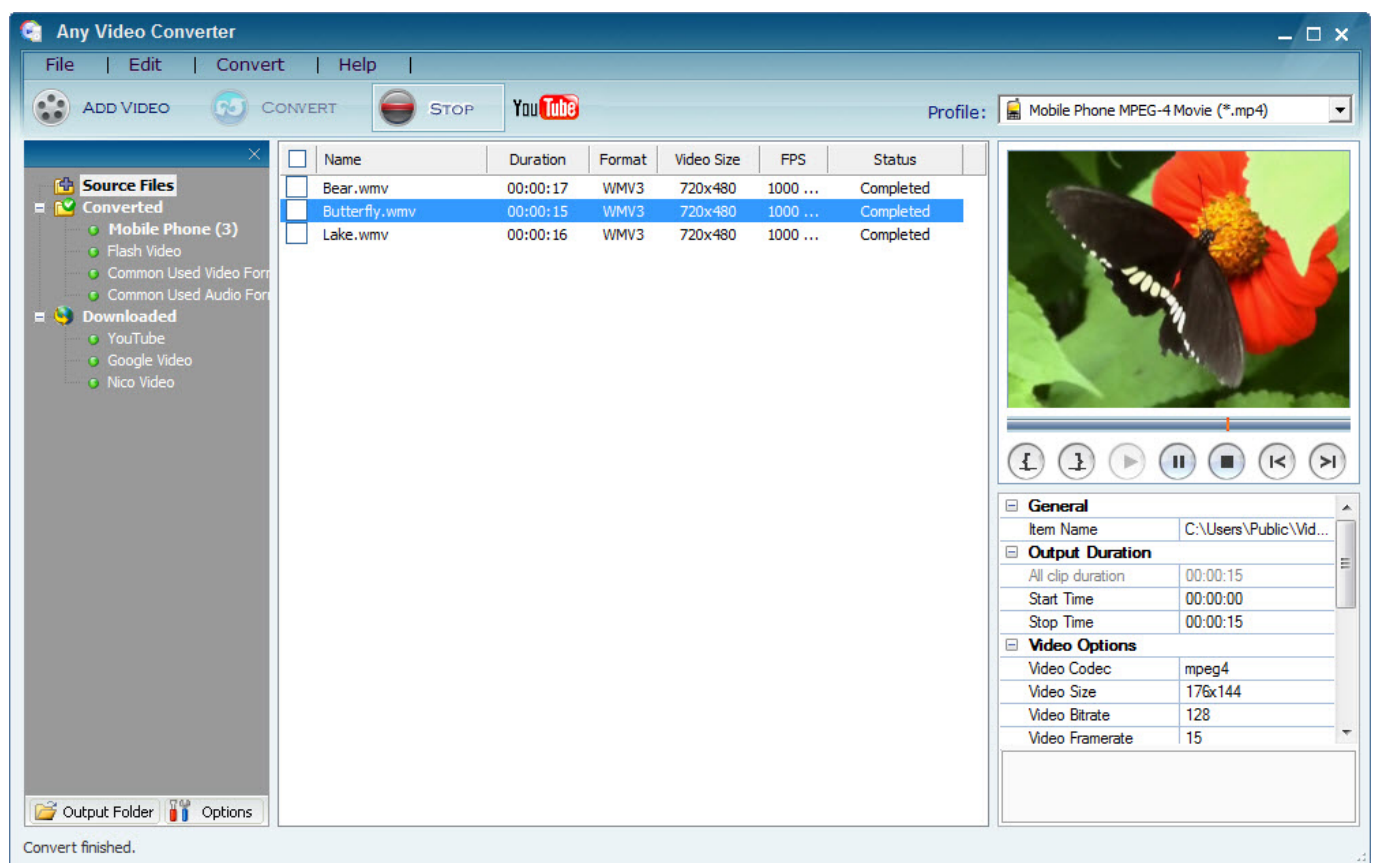 Any Video Converter
File | Edit | Convert | Help |
ADD VIDEO CONVERT STOP YouTube Profile: Mobile Phone MPEG-4 Movie (*.mp4)
Source Files
Converted
Mobile Phone (3)
Flash Video
Common Used Video Forr
Common Used Audio Forr
Downloaded
YouTube
Google Video
Nico Video
Output Folder Options
Name Duration Format Video Size FPS Status
Bear.wmv 00:00:17 WMV3 720x480 1000 ... Completed
Butterfly.wmv 00:00:15 WMV3 720x480 1000 ... Completed
Lake.wmv 00:00:16 WMV3 720x480 1000 ... Completed
General
Item Name C:\Users\Public\Vid...
Output Duration
All clip duration 00:00:15
Start Time 00:00:00
Stop Time 00:00:15
Video Options
Video Codec mpeg4
Video Size 176x144
Video Bitrate 128
Video Framerate 15
Convert finished.